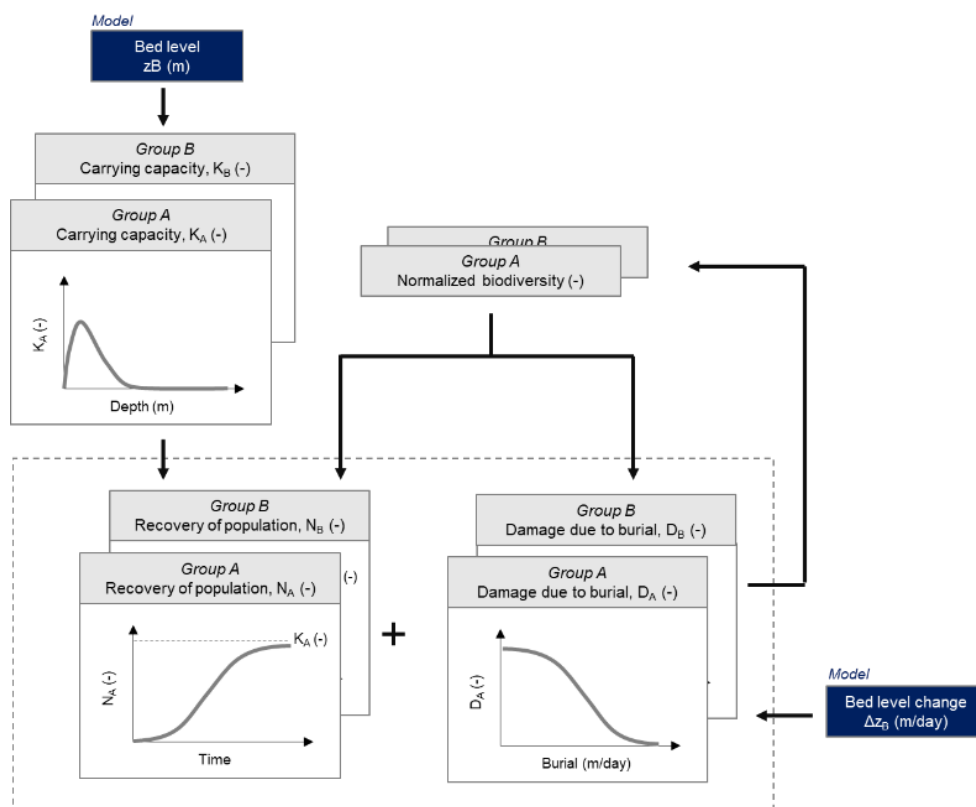 Model
Bed level
zB (m)
Group B
Carrying capacity, K_B (-)
Group A
Carrying capacity, K_A (-)
K_A (-)
Depth (m)
Group B
Group A
Normalized biodiversity (-)
Group B
Recovery of population, N_B (-)
(-)
Group A
Recovery of population, N_A (-)
K_A (-)
N_A (-)
Time
+
Group B
Damage due to burial, D_B (-)
Group A
Damage due to burial, D_A (-)
D_A (-)
Burial (m/day)
Model
Bed level change
Δz_B (m/day)